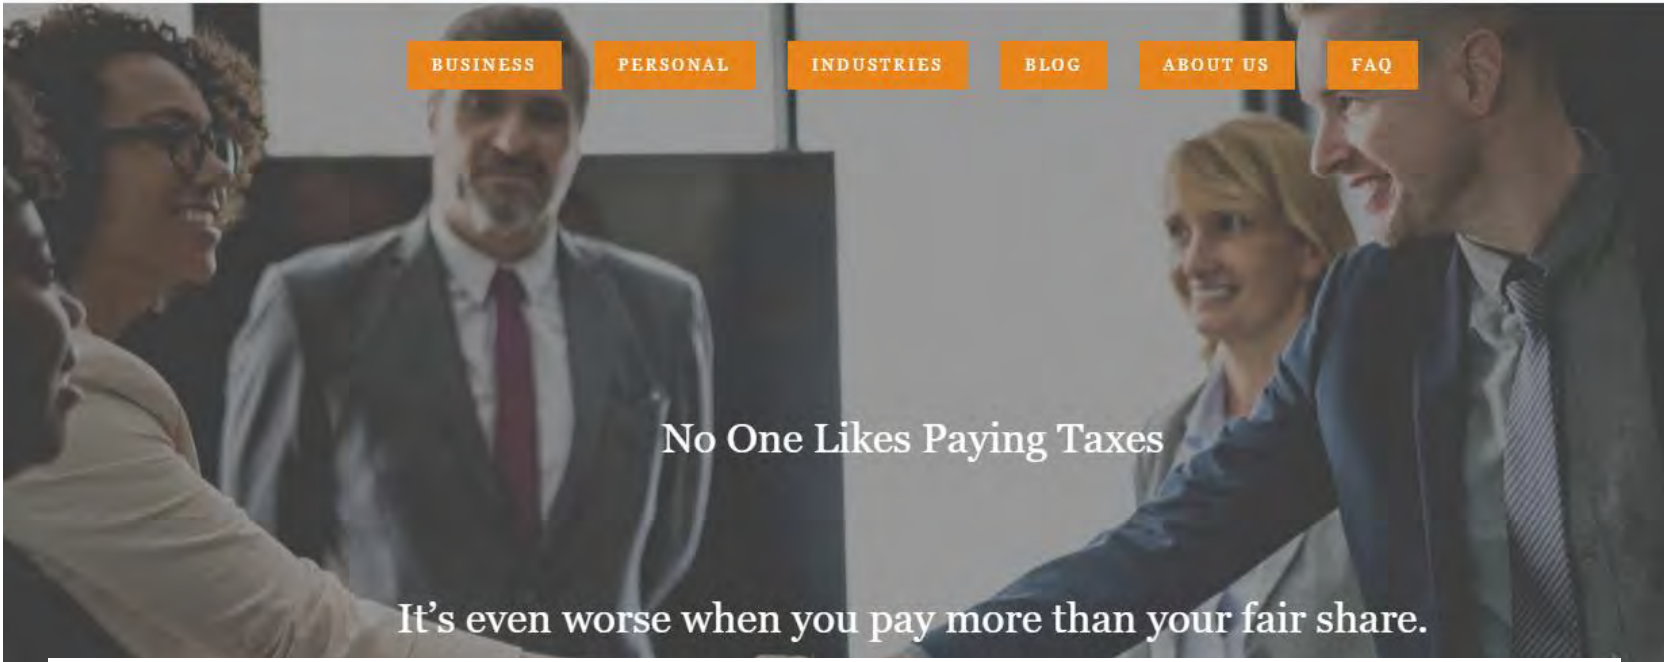 BUSINESS PERSONAL INDUSTRIES BLOG ABOUT US FAQ
No One Likes Paying Taxes
It’s even worse when you pay more than your fair share.